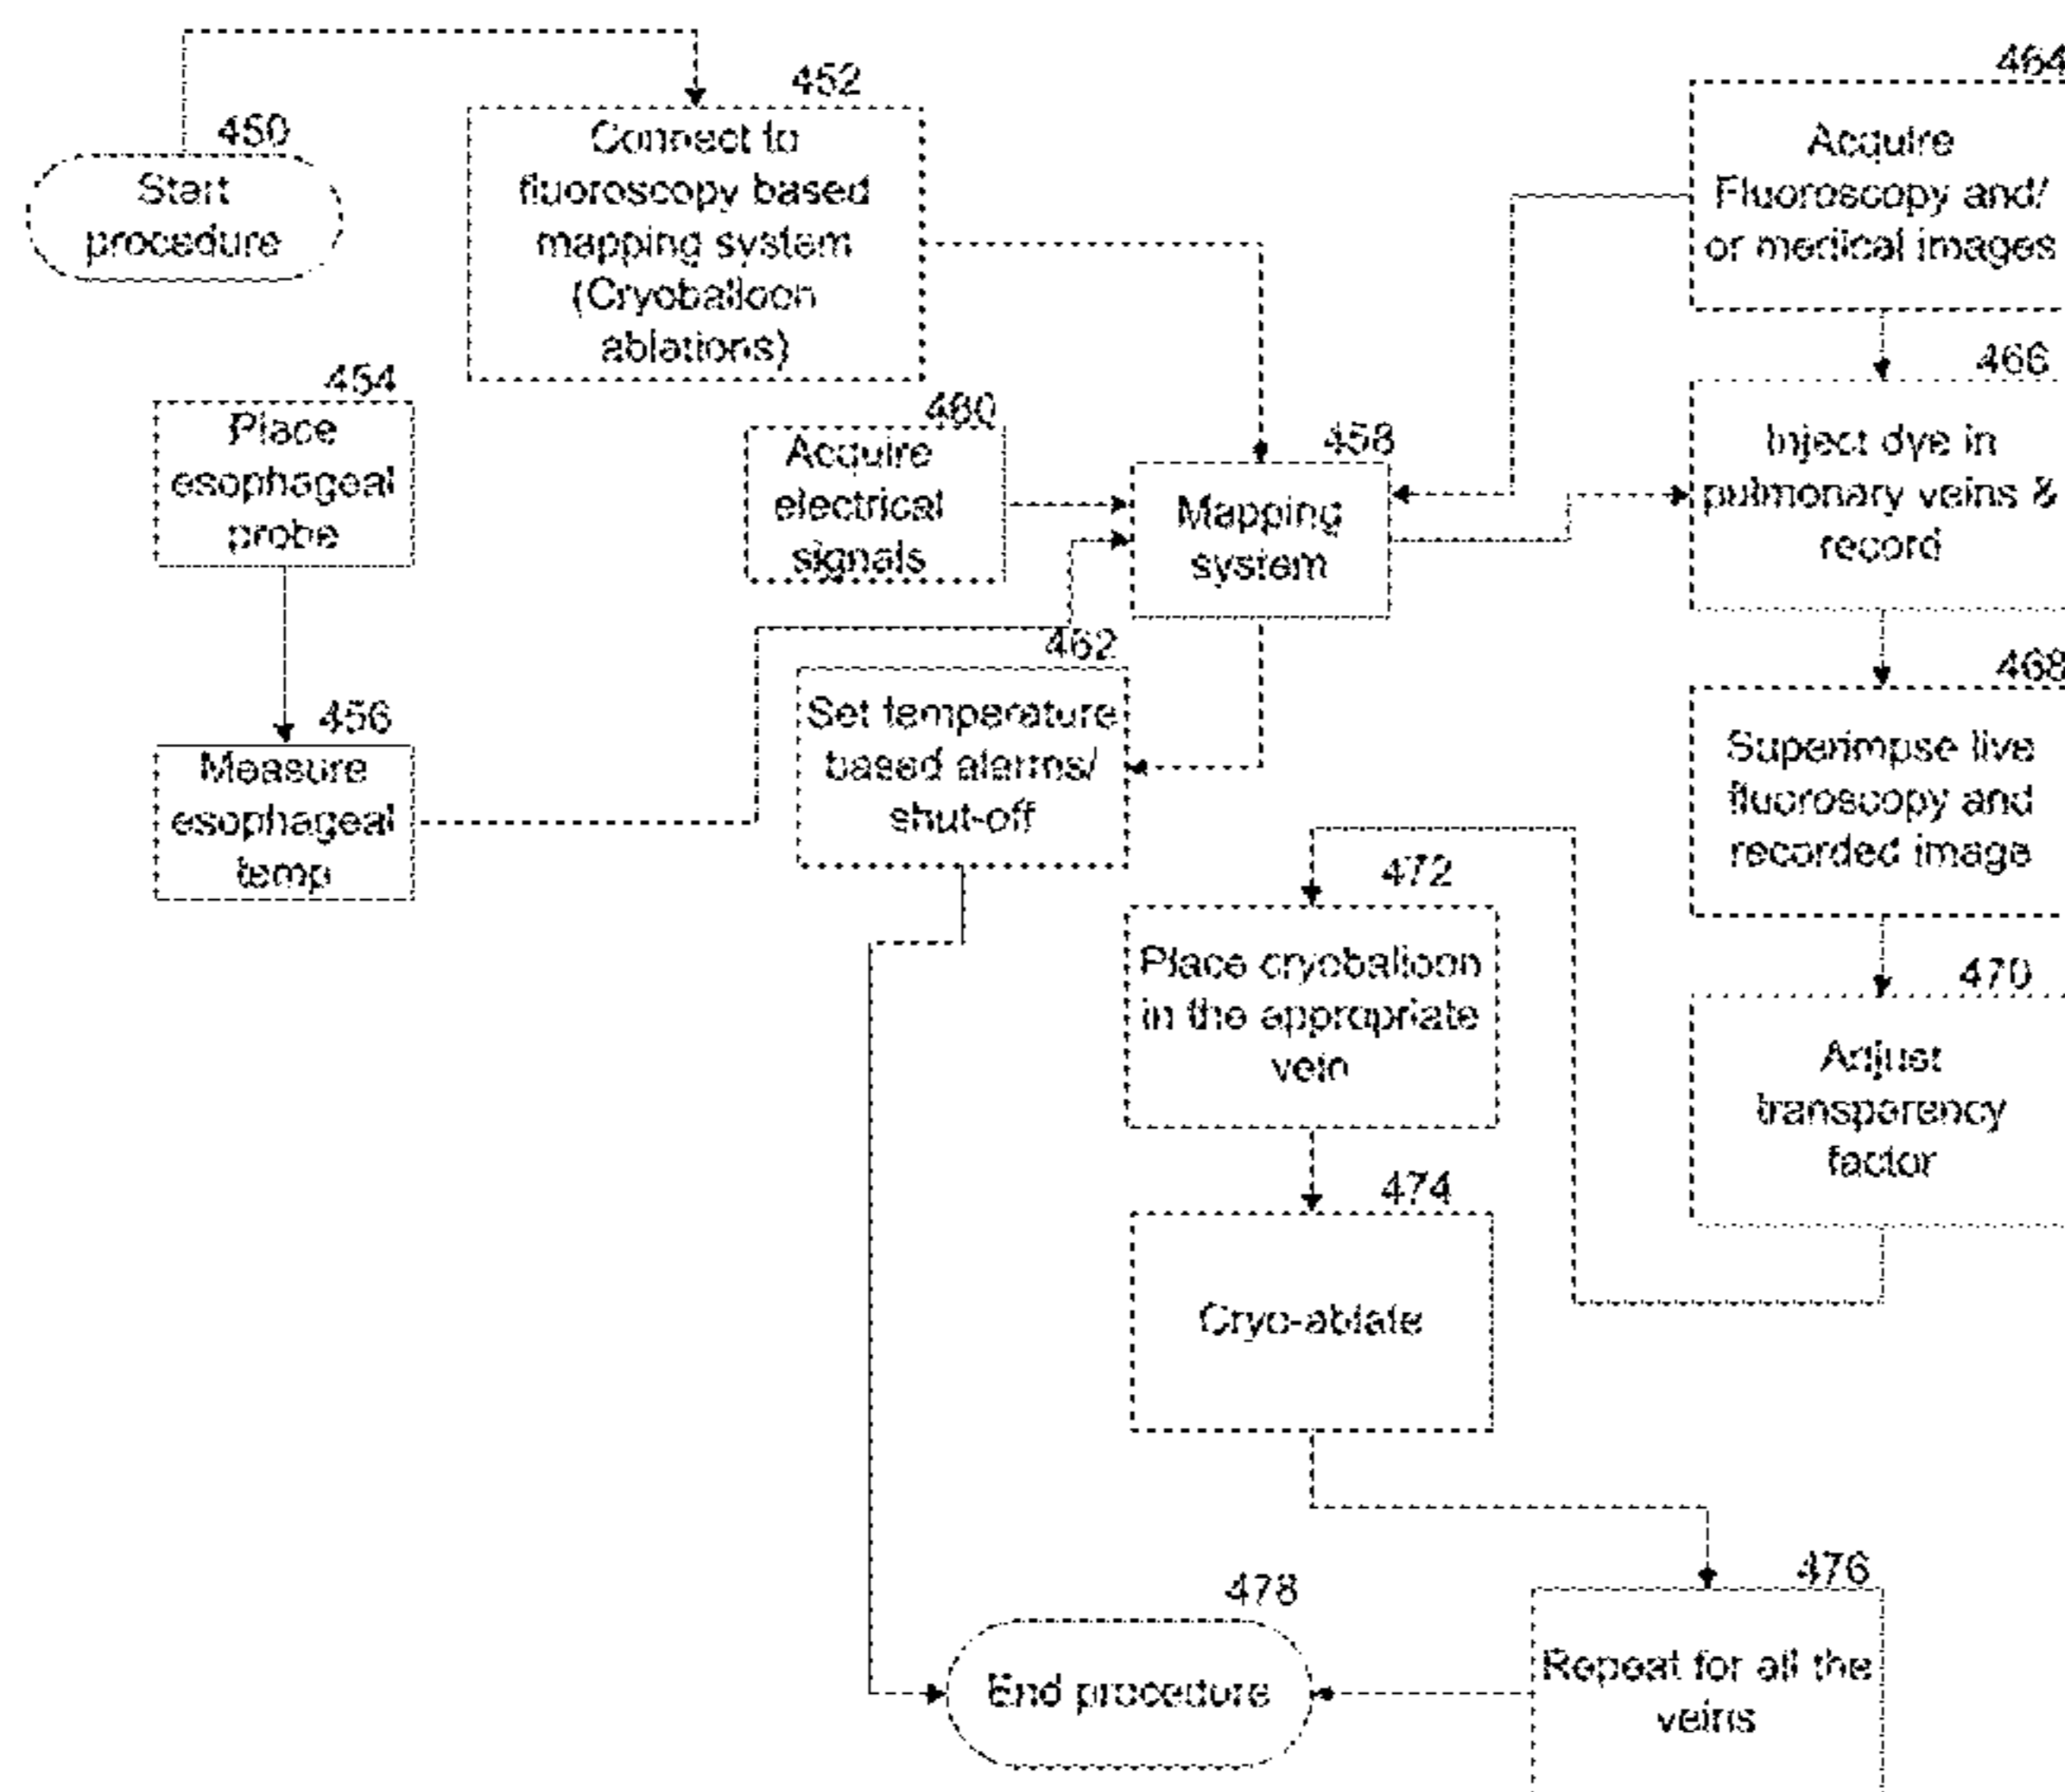 450
Start
procedure
452
Connect to
fluoroscopy based
mapping system
(Cryoballoon
ablations)
454
Place
esophageal
probe
456
Measure
esophageal
temp
460
Acquire
electrical
signals
458
Mapping
system
462
Set temperature
based alarms/
shut-off
464
Acquire
Fluoroscopy and/
or medical images
466
Inject dye in
pulmonary veins &
record
468
Superimpse live
fluoroscopy and
recorded image
470
Adjust
transparency
factor
472
Place cryoballoon
in the appropriate
vein
474
Cryo-ablate
476
Repeat for all the
veins
478
End procedure